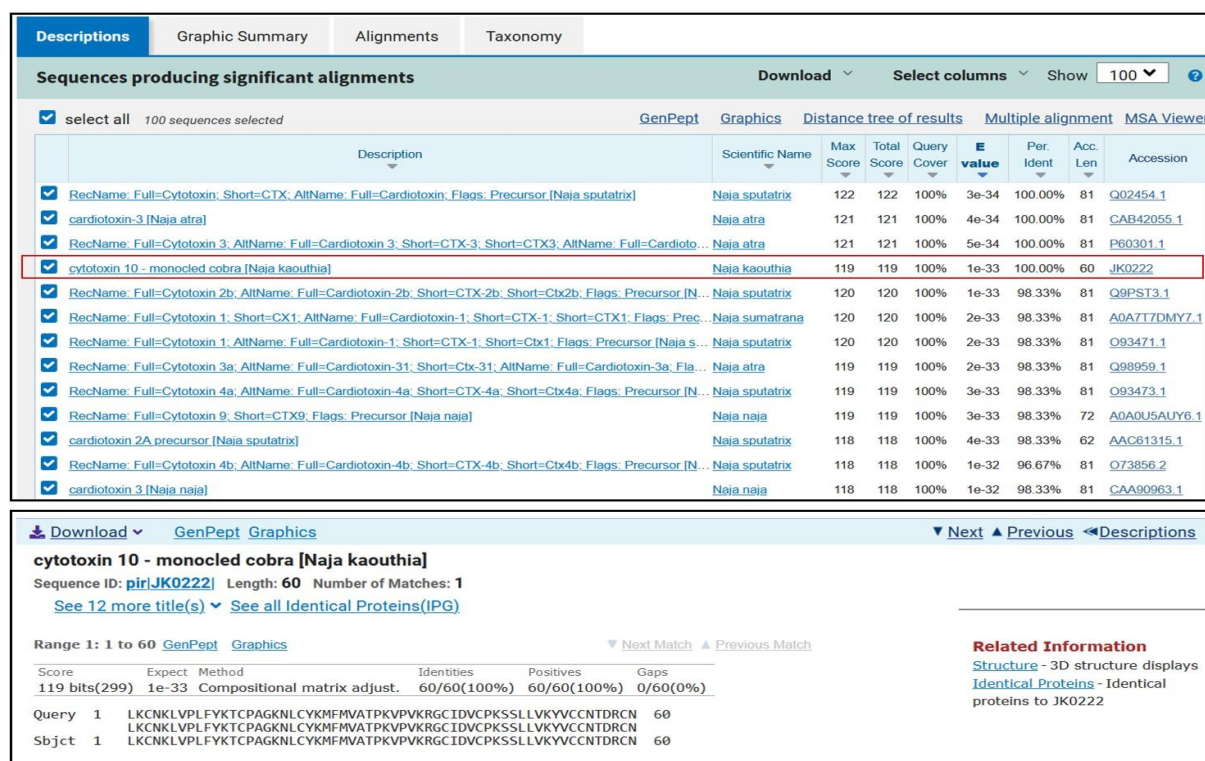 Descriptions Graphic Summary Alignments Taxonomy
Sequences producing significant alignments Download Select columns Show 100
select all 100 sequences selected GenPept Graphics Distance tree of results Multiple alignment MSA Viewer
Description Scientific Name Max Score Total Score Query Cover E value Per. Ident Acc. Len Accession
RecName: Full=Cytotoxin; Short=CTX; AltName: Full=Cardiotoxin; Flags: Precursor [Naja sputatrix] Naja sputatrix 122 122 100% 3e-34 100.00% 81 Q02454.1
cardiotoxin-3 [Naja atra] Naja atra 121 121 100% 4e-34 100.00% 81 CAB42055.1
RecName: Full=Cytotoxin 3; AltName: Full=Cardiotoxin 3; Short=CTX-3; Short=CTX3; AltName: Full=Cardioto... Naja atra 121 121 100% 5e-34 100.00% 81 P60301.1
cytotoxin 10 - monocled cobra [Naja kaouthia] Naja kaouthia 119 119 100% 1e-33 100.00% 60 JK0222
RecName: Full=Cytotoxin 2b; AltName: Full=Cardiotoxin-2b; Short=CTX-2b; Short=Ctx2b; Flags: Precursor [N... Naja sputatrix 120 120 100% 1e-33 98.33% 81 Q9PST3.1
RecName: Full=Cytotoxin 1; Short=CX1; AltName: Full=Cardiotoxin-1; Short=CTX-1; Short=CTX1; Flags: Prec... Naja sumatrana 120 120 100% 2e-33 98.33% 81 A0A7T7DMY7.1
RecName: Full=Cytotoxin 1; AltName: Full=Cardiotoxin-1; Short=CTX-1; Short=Ctx1; Flags: Precursor [Naja s... Naja sputatrix 120 120 100% 2e-33 98.33% 81 O93471.1
RecName: Full=Cytotoxin 3a; AltName: Full=Cardiotoxin-31; Short=Ctx-31; AltName: Full=Cardiotoxin-3a; Fla... Naja atra 119 119 100% 2e-33 98.33% 81 Q98959.1
RecName: Full=Cytotoxin 4a; AltName: Full=Cardiotoxin-4a; Short=CTX-4a; Short=Ctx4a; Flags: Precursor [N... Naja sputatrix 119 119 100% 3e-33 98.33% 81 O93473.1
RecName: Full=Cytotoxin 9; Short=CTX9; Flags: Precursor [Naja naja] Naja naja 119 119 100% 3e-33 98.33% 72 A0A0U5AUY6.1
cardiotoxin 2A precursor [Naja sputatrix] Naja sputatrix 118 118 100% 4e-33 98.33% 62 AAC61315.1
RecName: Full=Cytotoxin 4b; AltName: Full=Cardiotoxin-4b; Short=CTX-4b; Short=Ctx4b; Flags: Precursor [N... Naja sputatrix 118 118 100% 1e-32 96.67% 81 O73856.2
cardiotoxin 3 [Naja naja] Naja naja 118 118 100% 1e-32 98.33% 81 CAA90963.1
Download GenPept Graphics Next Previous Descriptions
cytotoxin 10 - monocled cobra [Naja kaouthia]
Sequence ID: pir|JK0222| Length: 60 Number of Matches: 1
See 12 more title(s) See all Identical Proteins(IPG)
Range 1: 1 to 60 GenPept Graphics Next Match Previous Match
Score Expect Method Identities Positives Gaps
119 bits(299) 1e-33 Compositional matrix adjust. 60/60(100%) 60/60(100%) 0/60(0%)
Query 1 LKCNKLVPLFYKTCPAGKNLCYKMFMVATPKVPVKRGCIDVCPKSSLLVKYVCCNTDRCN 60
LKCNKLVPLFYKTCPAGKNLCYKMFMVATPKVPVKRGCIDVCPKSSLLVKYVCCNTDRCN
Sbjct 1 LKCNKLVPLFYKTCPAGKNLCYKMFMVATPKVPVKRGCIDVCPKSSLLVKYVCCNTDRCN 60
Related Information
Structure - 3D structure displays
Identical Proteins - Identical
proteins to JK0222